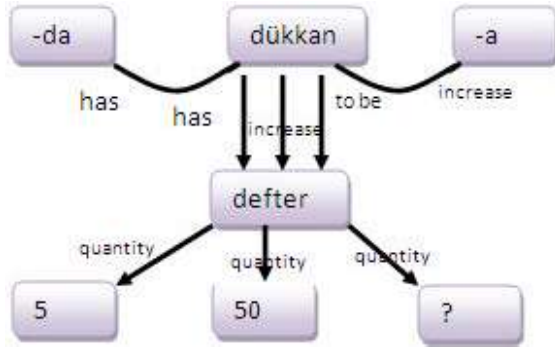 -da
dükkan
-a
has
has
increase
to be
increase
defter
quantity
quantity
quantity
5
50
?